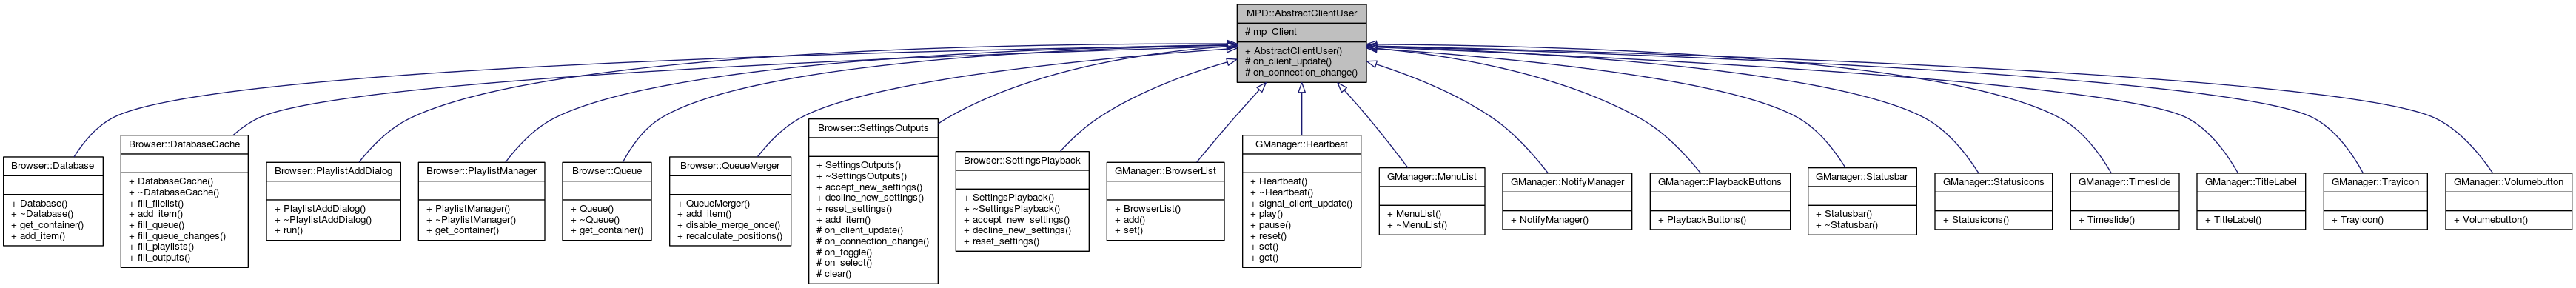 MPD::AbstractClientUser
# mp_Client
+ AbstractClientUser()
# on_client_update()
# on_connection_change()
Browser::Database
+ Database()
+ ~Database()
+ get_container()
+ add_item()
Browser::DatabaseCache
+ DatabaseCache()
+ ~DatabaseCache()
+ fill_filelist()
+ add_item()
+ fill_queue()
+ fill_queue_changes()
+ fill_playlists()
+ fill_outputs()
Browser::PlaylistAddDialog
+ PlaylistAddDialog()
+ ~PlaylistAddDialog()
+ run()
Browser::PlaylistManager
+ PlaylistManager()
+ ~PlaylistManager()
+ get_container()
Browser::Queue
+ Queue()
+ ~Queue()
+ get_container()
Browser::QueueMerger
+ QueueMerger()
+ add_item()
+ disable_merge_once()
+ recalculate_positions()
Browser::SettingsOutputs
+ SettingsOutputs()
+ ~SettingsOutputs()
+ accept_new_settings()
+ decline_new_settings()
+ reset_settings()
+ add_item()
# on_client_update()
# on_connection_change()
# on_toggle()
# on_select()
# clear()
Browser::SettingsPlayback
+ SettingsPlayback()
+ ~SettingsPlayback()
+ accept_new_settings()
+ decline_new_settings()
+ reset_settings()
GManager::BrowserList
+ BrowserList()
+ add()
+ set()
GManager::Heartbeat
+ Heartbeat()
+ ~Heartbeat()
+ signal_client_update()
+ play()
+ pause()
+ reset()
+ set()
+ get()
GManager::MenuList
+ MenuList()
+ ~MenuList()
GManager::NotifyManager
+ NotifyManager()
GManager::PlaybackButtons
+ PlaybackButtons()
GManager::Statusbar
+ Statusbar()
+ ~Statusbar()
GManager::Statusicons
+ Statusicons()
GManager::Timeslide
+ Timeslide()
GManager::TitleLabel
+ TitleLabel()
GManager::Trayicon
+ Trayicon()
GManager::Volumebutton
+ Volumebutton()